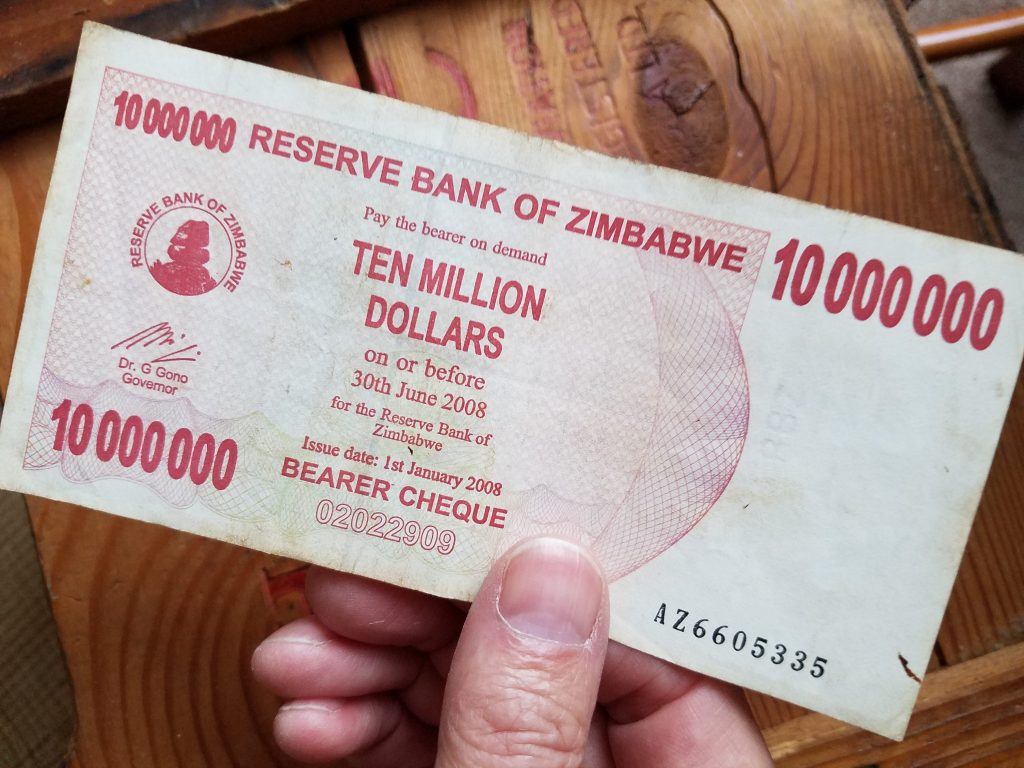 10 000 000
RESERVE BANK OF ZIMBABWE
10 000 000
RESERVE BANK OF ZIMBABWE
Pay the bearer on demand
TEN MILLION
DOLLARS
on or before
30th June 2008
for the Reserve Bank of
Zimbabwe
Issue date: 1st January 2008
BEARER CHEQUE
02022909
Dr. G Gono
Governor
10 000 000
AZ6605335